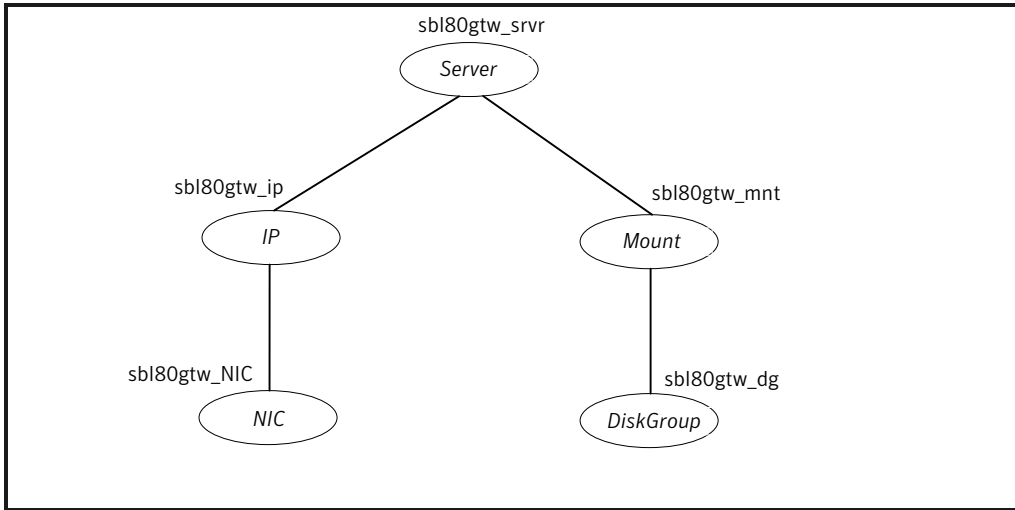 sbl80gtw_srvr
Server
sbl80gtw_ip
sbl80gtw_mnt
IP
Mount
sbl80gtw_NIC
sbl80gtw_dg
NIC
DiskGroup